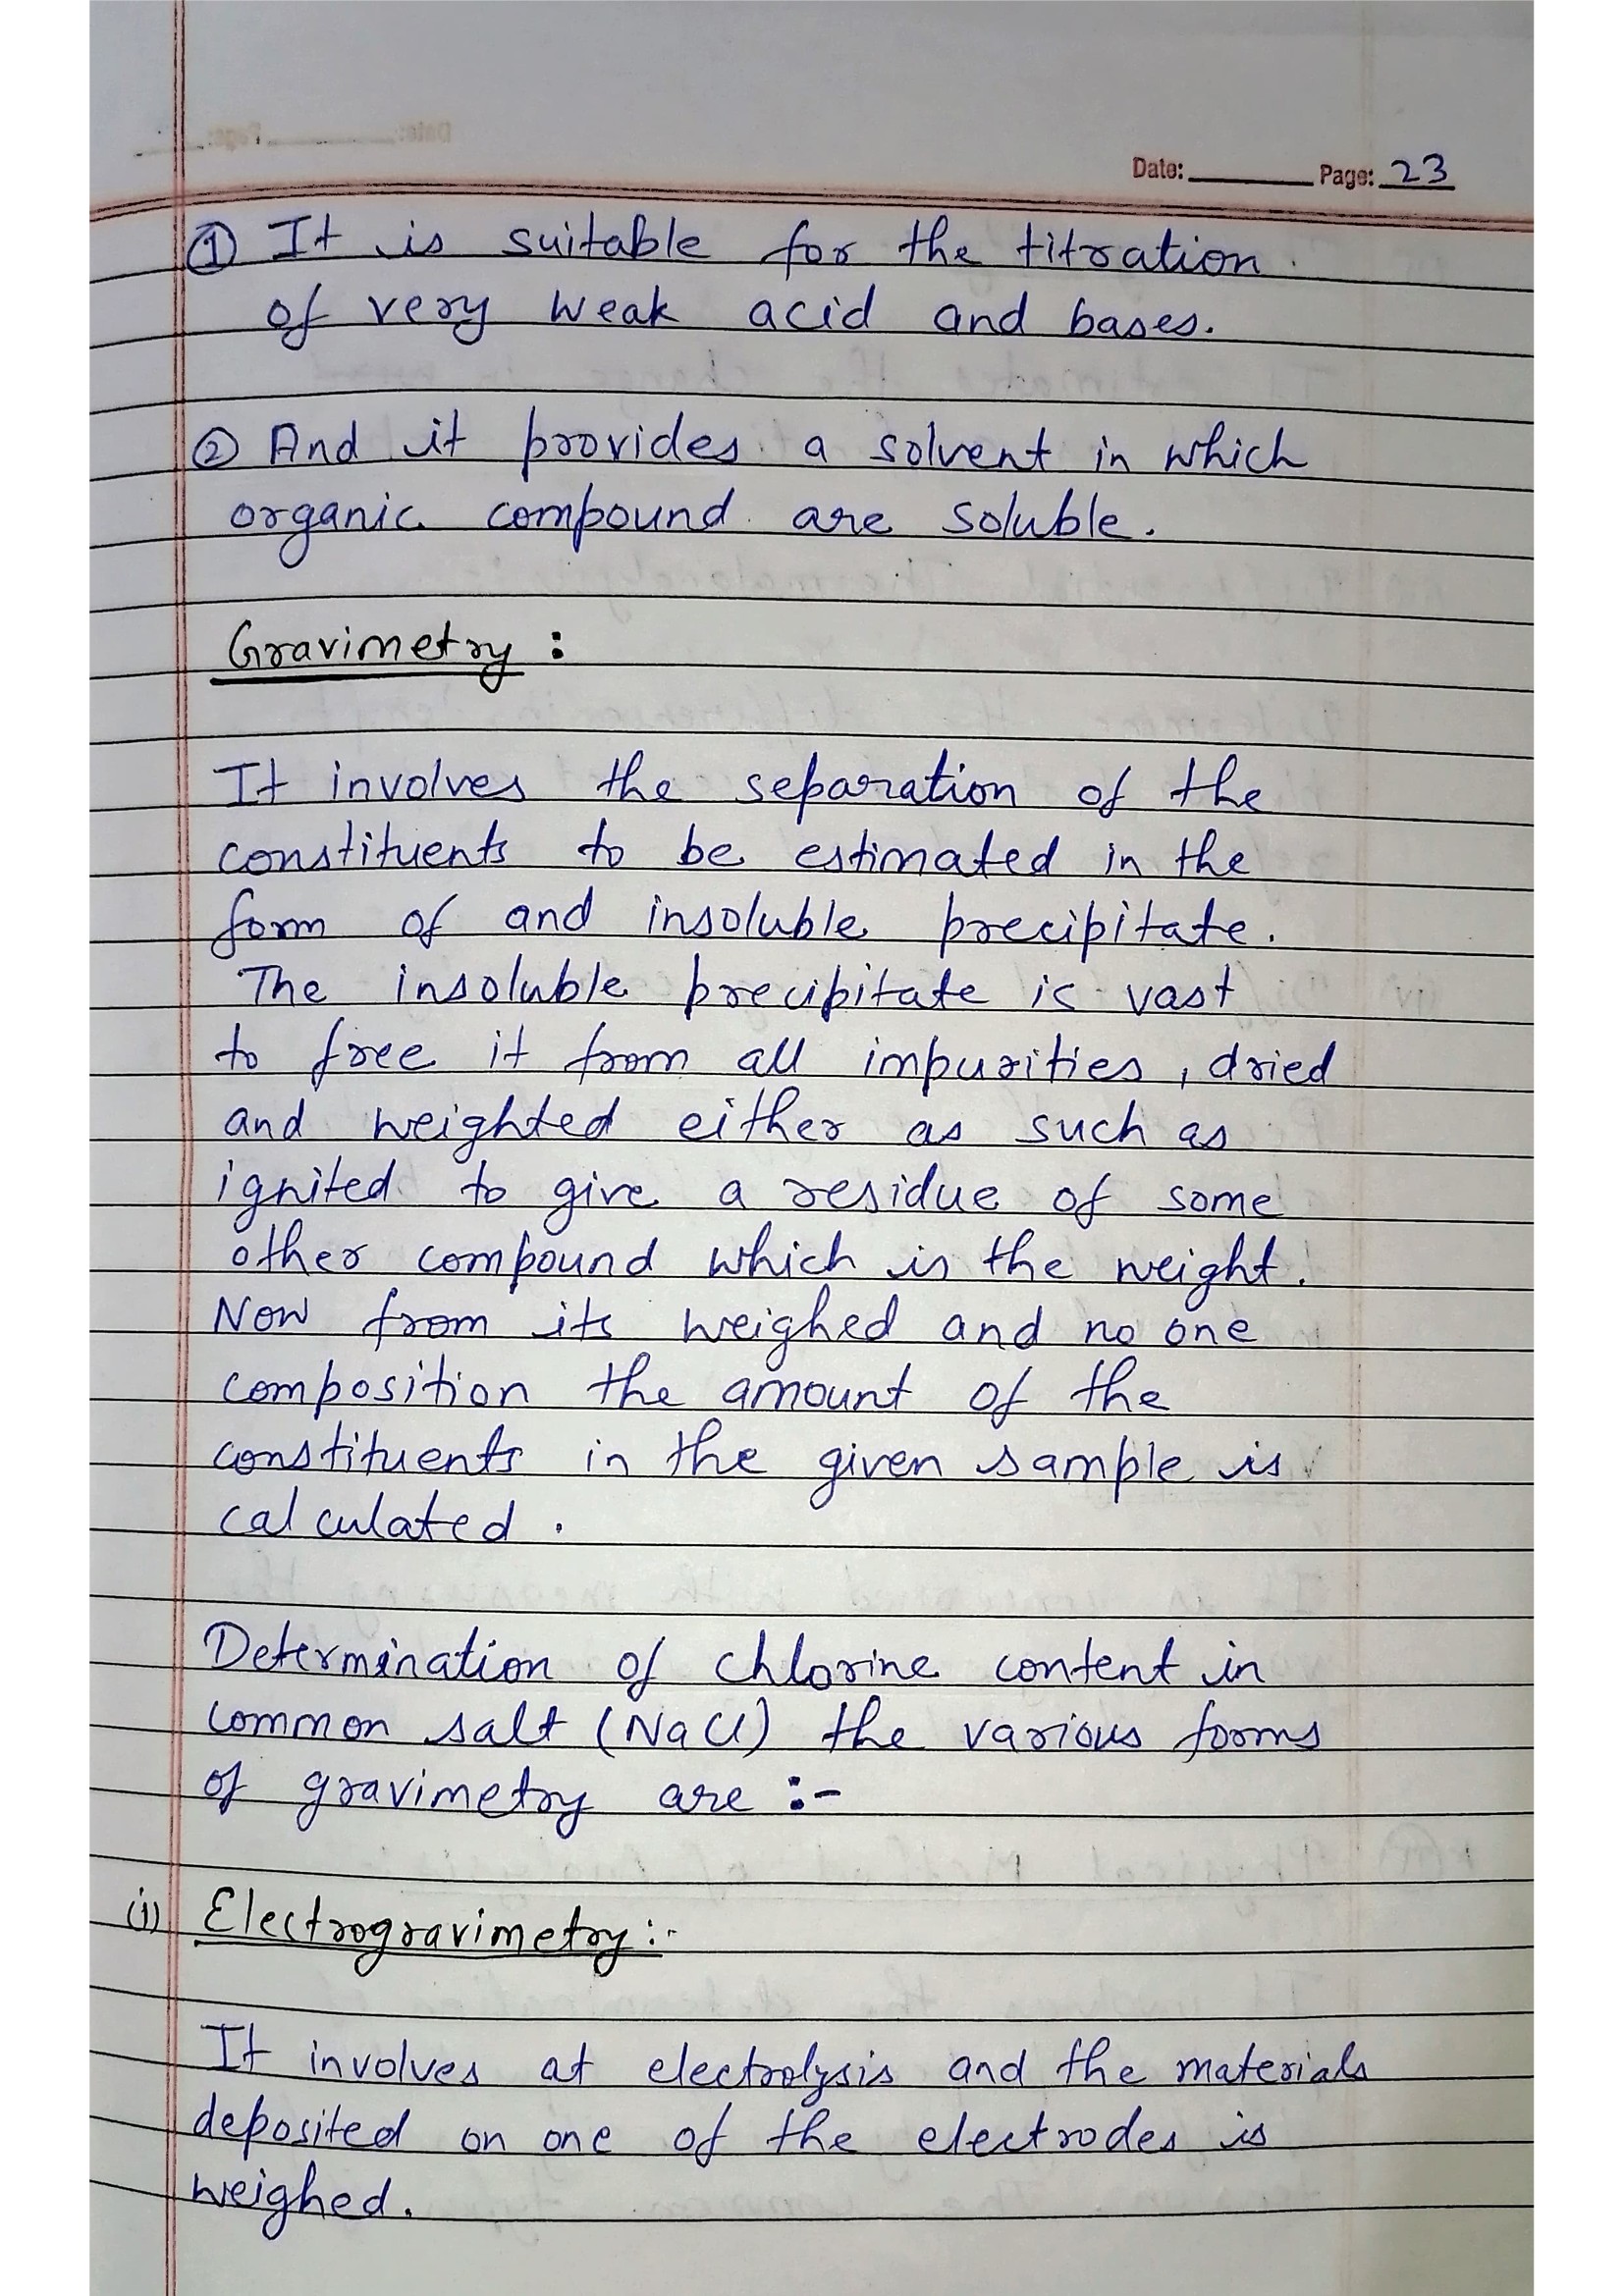 Date: Page: 23
① It is suitable for the titration
of very weak acid and bases.
② And it provides a solvent in which
organic compound are soluble.
Gravimetry :
It involves the separation of the
constituents to be estimated in the
form of and insoluble precipitate.
The insoluble precipitate is vast
to free it from all impurities, dried
and weighted either as such as
ignited to give a residue of some
other compound which is the weight.
Now from its weighed and no one
composition the amount of the
constituents in the given sample is
calculated.
Determination of chlorine content in
common salt (NaCl) the various forms
of gravimetry are :-
(i) Electrogravimetry:-
It involves at electrolysis and the materials
deposited on one of the electrodes is
weighed.